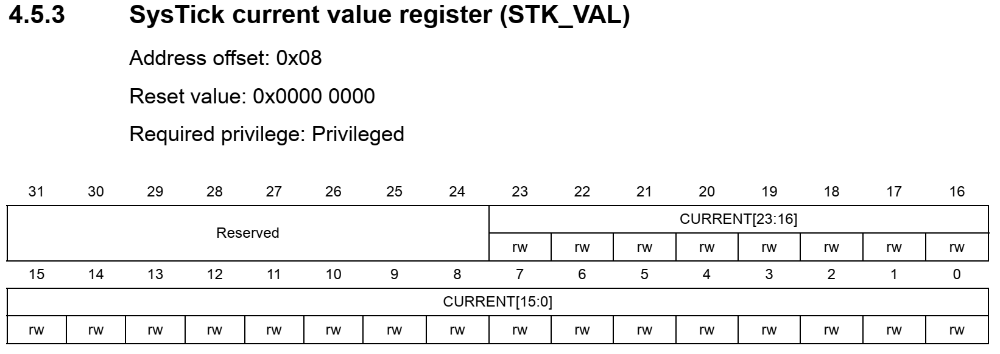 4.5.3 SysTick current value register (STK_VAL)
Address offset: 0x08
Reset value: 0x0000 0000
Required privilege: Privileged
31 30 29 28 27 26 25 24 23 22 21 20 19 18 17 16
Reserved CURRENT[23:16]
rw rw rw rw rw rw rw rw
15 14 13 12 11 10 9 8 7 6 5 4 3 2 1 0
CURRENT[15:0]
rw rw rw rw rw rw rw rw rw rw rw rw rw rw rw rw